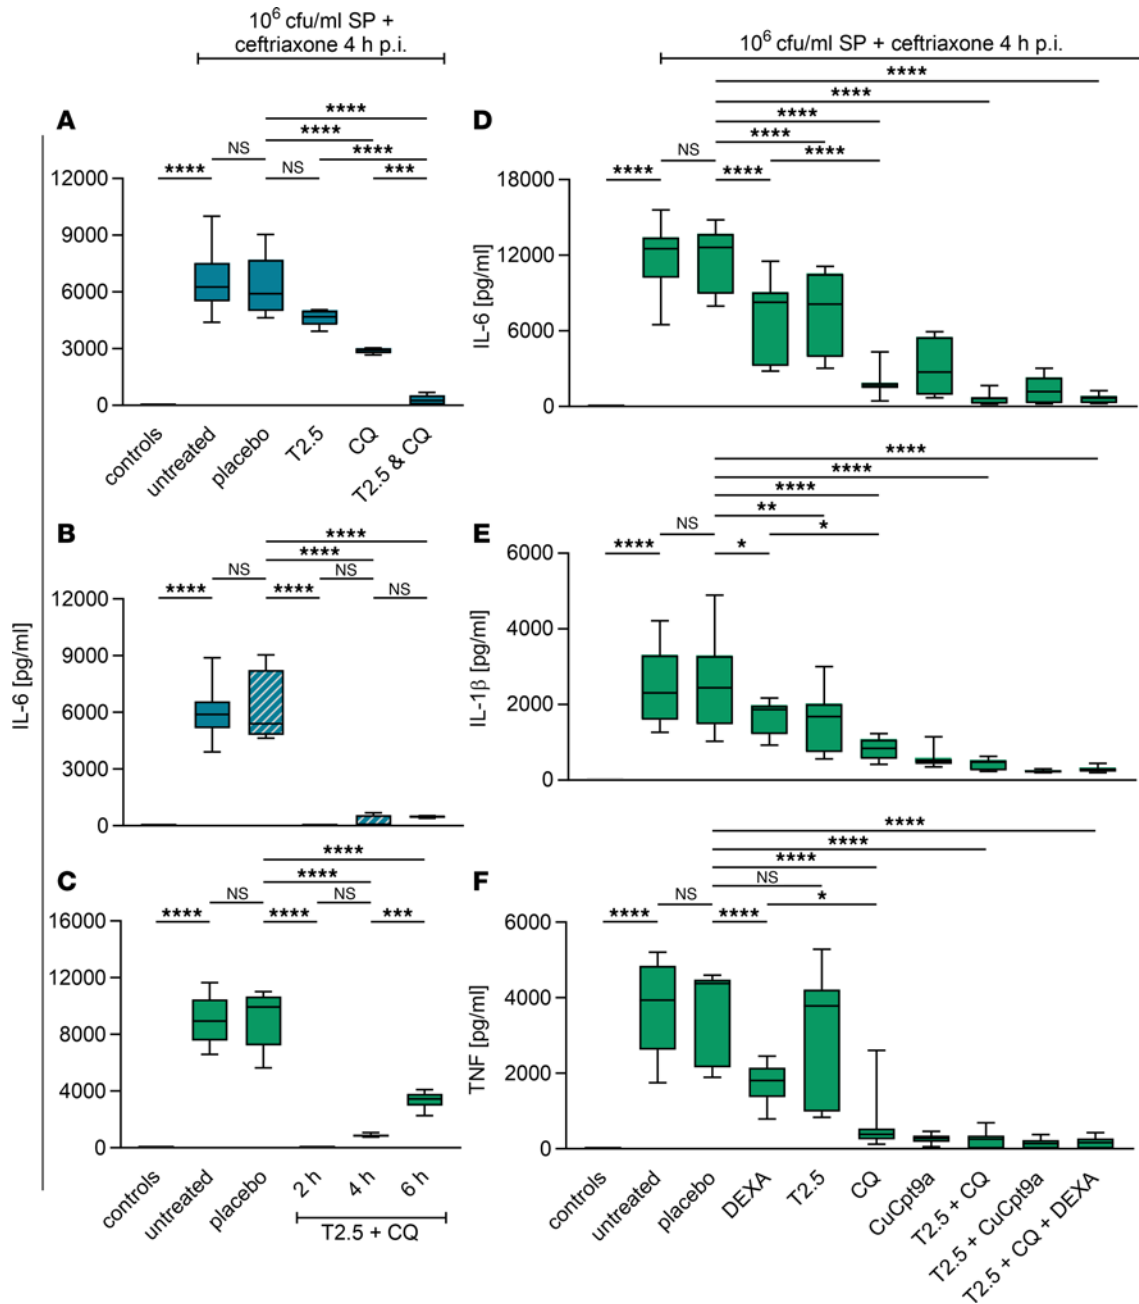 10⁶ cfu/ml SP +
ceftriaxone 4 h p.i.
A
****
****
NS
****
****
NS
***
12000
9000
6000
3000
0
controls
untreated
placebo
T2.5
CQ
T2.5 & CQ
B
****
****
NS
NS
****
****
NS
12000
9000
6000
3000
0
IL-6 [pg/ml]
C
****
****
NS
NS
****
****
***
16000
12000
8000
4000
0
controls
untreated
placebo
2 h
4 h
6 h
T2.5 + CQ
10⁶ cfu/ml SP + ceftriaxone 4 h p.i.
D
****
****
****
****
NS
****
****
****
18000
12000
6000
0
IL-6 [pg/ml]
E
****
****
****
**
NS
*
****
*
6000
4000
2000
0
IL-1β [pg/ml]
F
****
****
****
NS
NS
*
****
****
6000
4000
2000
0
TNF [pg/ml]
controls
untreated
placebo
DEXA
T2.5
CQ
CuCpt9a
T2.5 + CQ
T2.5 + CuCpt9a
T2.5 + CQ + DEXA